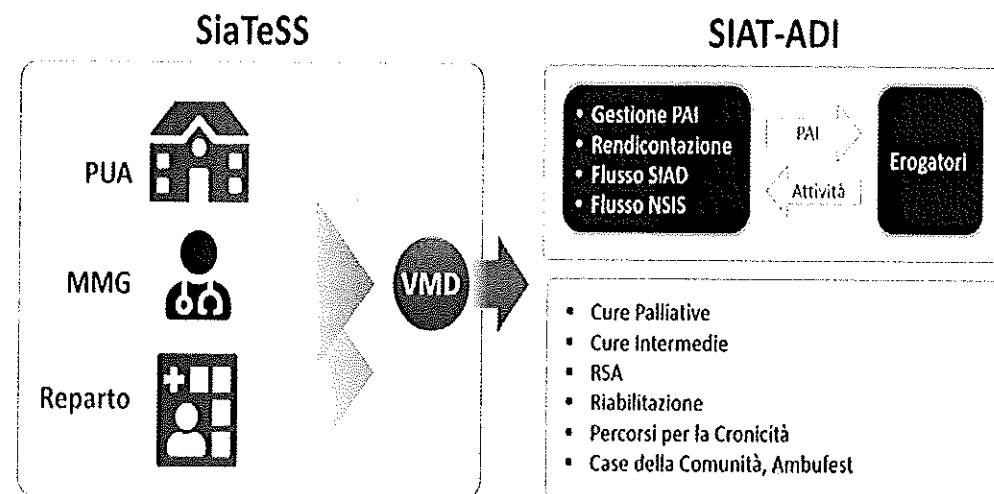 SiaTeSS
PUA
MMG
Reparto
VMD
SIAT-ADI
• Gestione PAI
• Rendicontazione
• Flusso SIAD
• Flusso NSIS
PAI
Attività
Erogatori
▪ Cure Palliative
▪ Cure Intermedie
▪ RSA
▪ Riabilitazione
▪ Percorsi per la Cronicità
▪ Case della Comunità, Ambufest